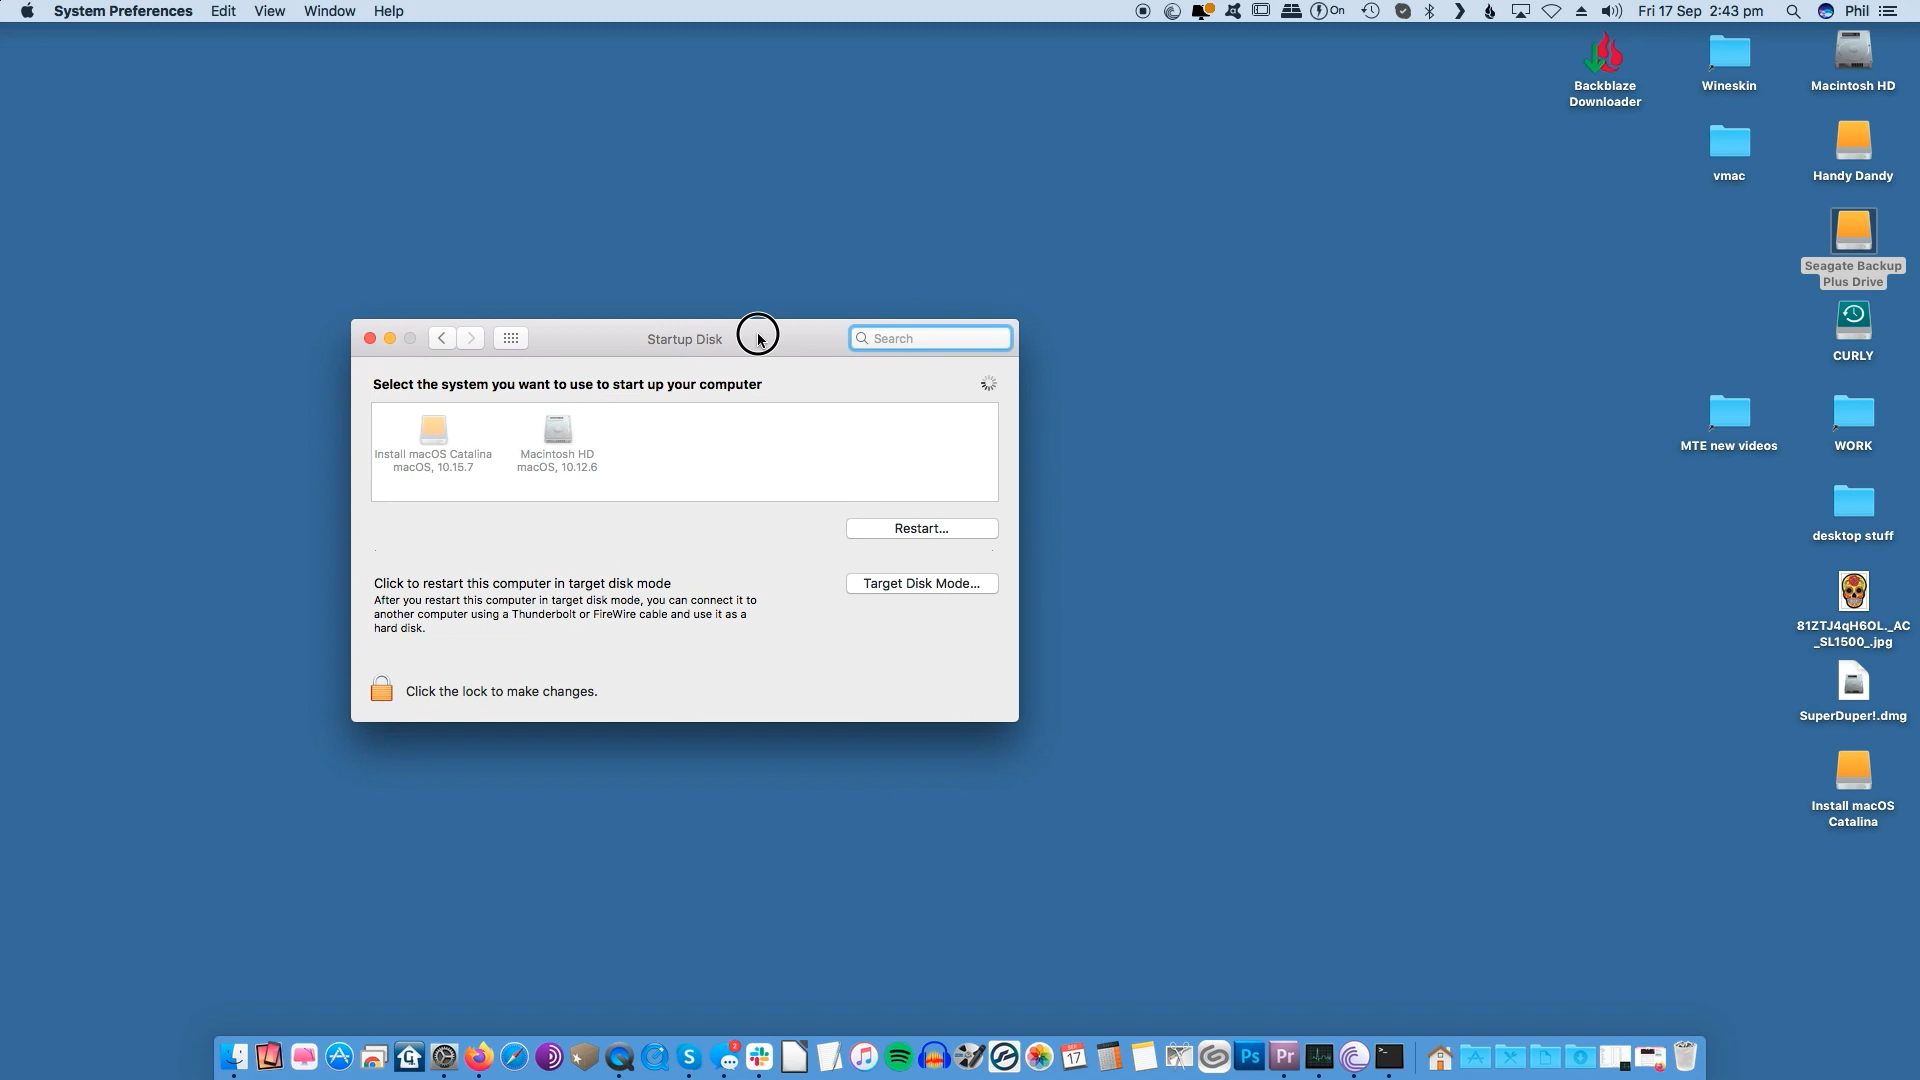 System Preferences Edit View Window Help
On Fri 17 Sep 2:43 pm Phil
Backblaze
Downloader
Wineskin
Macintosh HD
vmac
Handy Dandy
Seagate Backup
Plus Drive
CURLY
MTE new videos
WORK
desktop stuff
81ZTJ4qH6OL._AC
_SL1500_.jpg
SuperDuper!.dmg
Install macOS
Catalina
Startup Disk
Search
Select the system you want to use to start up your computer
Install macOS Catalina
macOS, 10.15.7
Macintosh HD
macOS, 10.12.6
Restart...
Click to restart this computer in target disk mode
Target Disk Mode...
After you restart this computer in target disk mode, you can connect it to
another computer using a Thunderbolt or FireWire cable and use it as a
hard disk.
Click the lock to make changes.
SEP
17
Ps
Pr